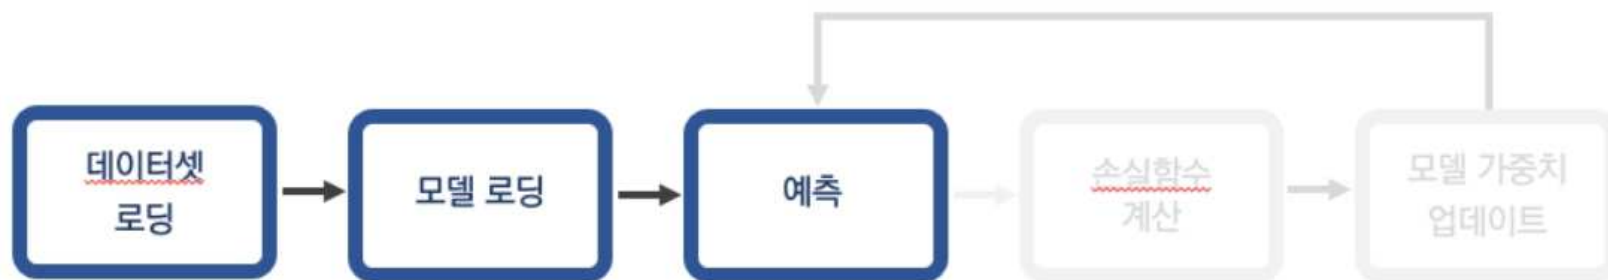 데이터셋
로딩
모델 로딩
예측
손실함수
계산
모델 가중치
업데이트